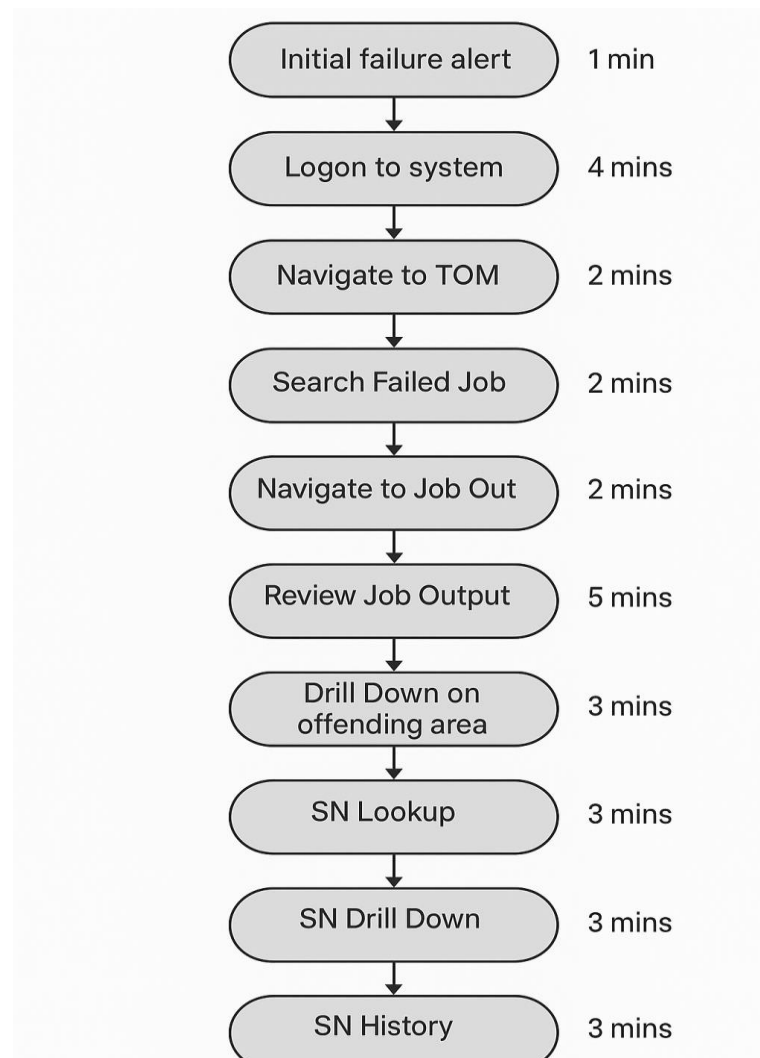 Initial failure alert 1 min
Logon to system 4 mins
Navigate to TOM 2 mins
Search Failed Job 2 mins
Navigate to Job Out 2 mins
Review Job Output 5 mins
Drill Down on
offending area 3 mins
SN Lookup 3 mins
SN Drill Down 3 mins
SN History 3 mins